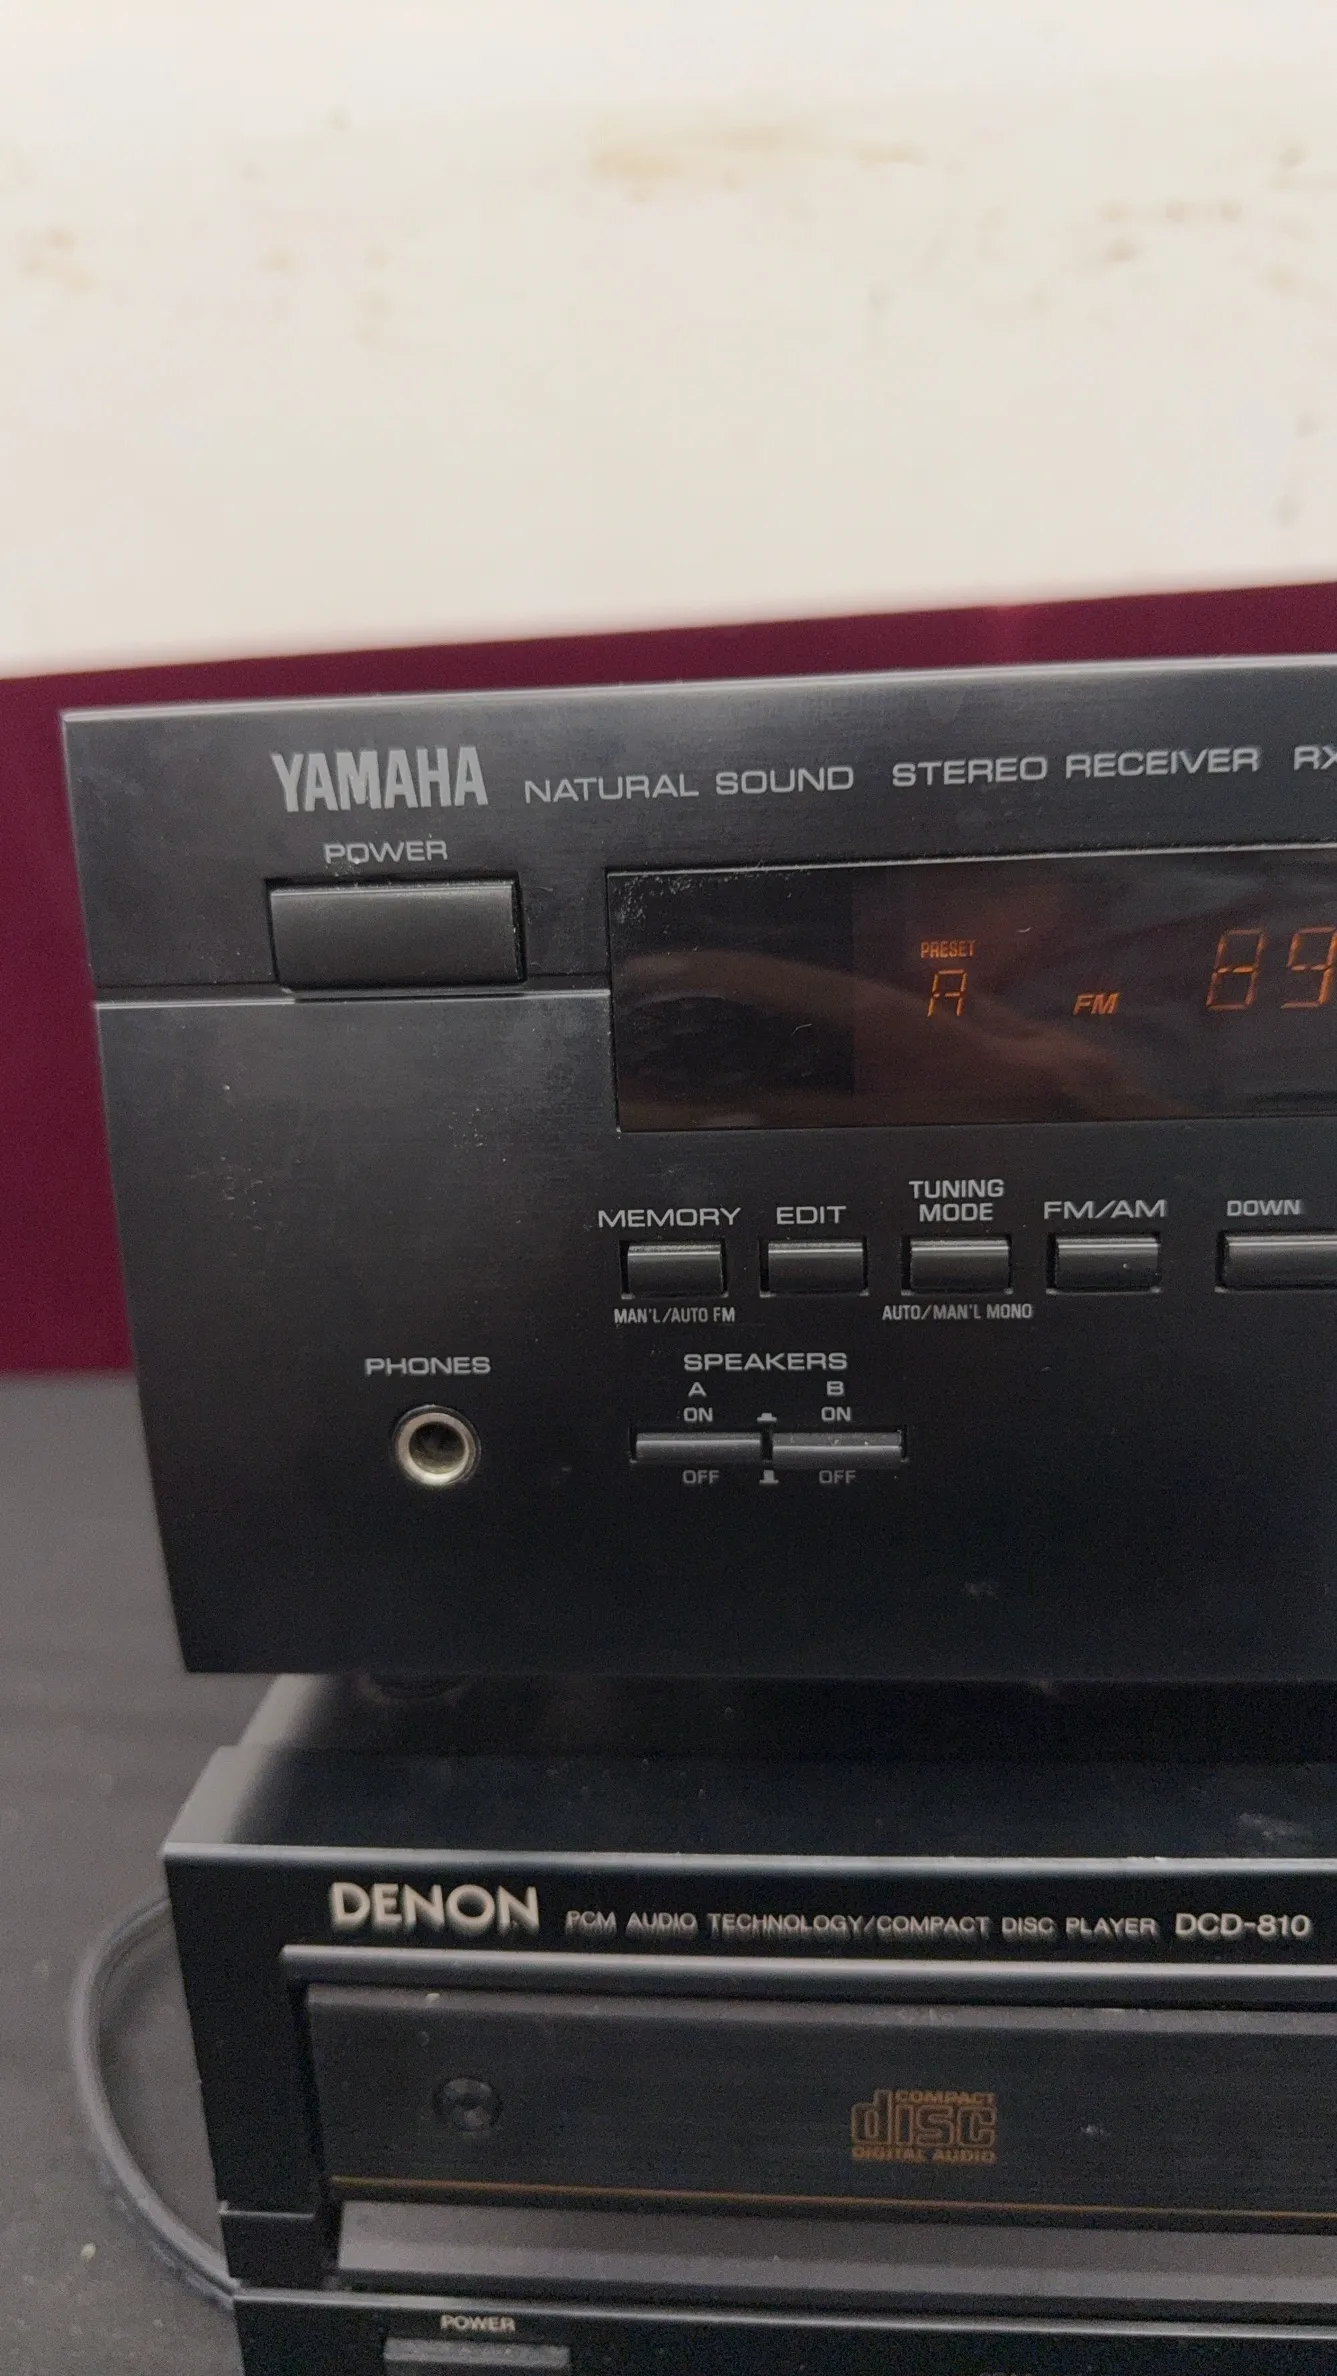 YAMAHA NATURAL SOUND STEREO RECEIVER RX
POWER
PRESET
A FM 89
MEMORY EDIT TUNING MODE FM/AM DOWN
MAN'L/AUTO FM AUTO/MAN'L MONO
PHONES SPEAKERS
A B
ON ON
OFF OFF
DENON PCM AUDIO TECHNOLOGY/COMPACT DISC PLAYER DCD-810
COMPACT
disc
DIGITAL AUDIO
POWER